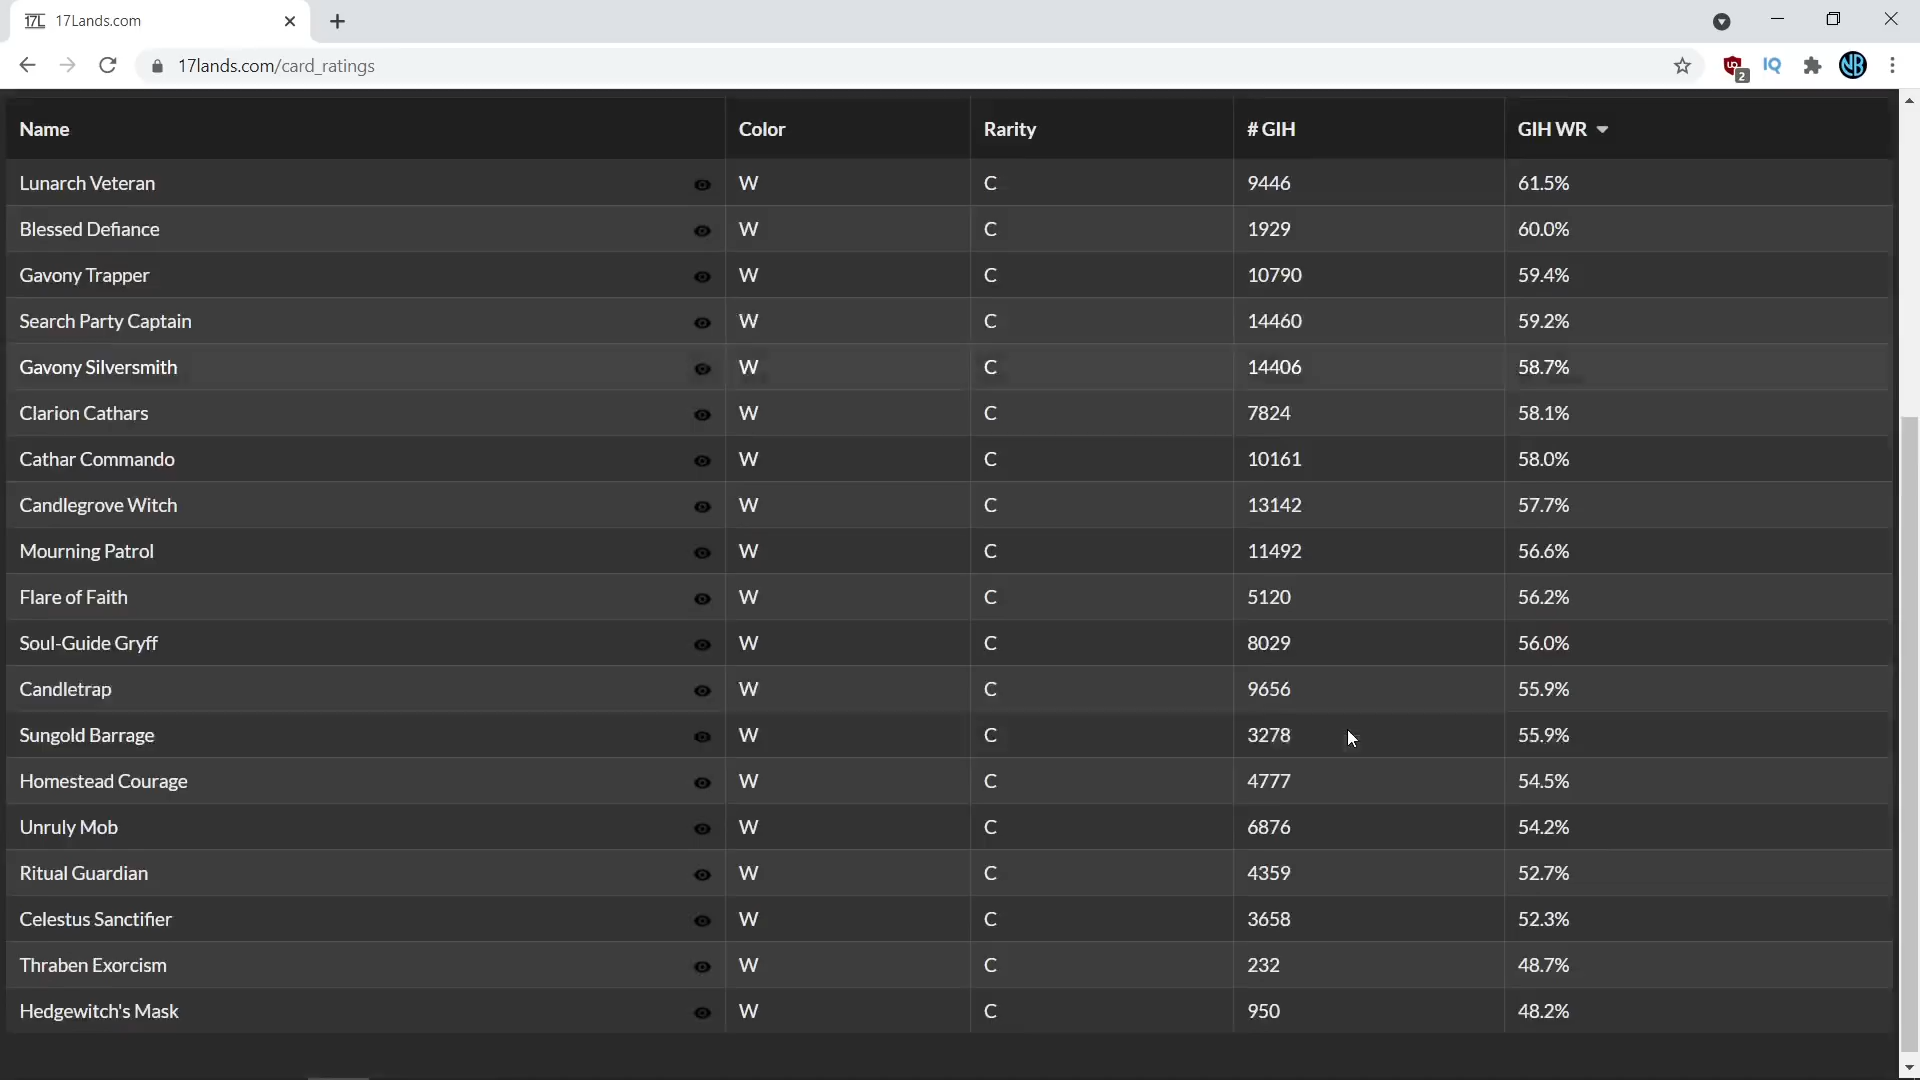 17L 17Lands.com
17lands.com/card_ratings 2 IQ NB
Name Color Rarity # GIH GIH WR
Lunarch Veteran W C 9446 61.5%
Blessed Defiance W C 1929 60.0%
Gavony Trapper W C 10790 59.4%
Search Party Captain W C 14460 59.2%
Gavony Silversmith W C 14406 58.7%
Clarion Cathars W C 7824 58.1%
Cathar Commando W C 10161 58.0%
Candlegrove Witch W C 13142 57.7%
Mourning Patrol W C 11492 56.6%
Flare of Faith W C 5120 56.2%
Soul-Guide Gryff W C 8029 56.0%
Candletrap W C 9656 55.9%
Sungold Barrage W C 3278 55.9%
Homestead Courage W C 4777 54.5%
Unruly Mob W C 6876 54.2%
Ritual Guardian W C 4359 52.7%
Celestus Sanctifier W C 3658 52.3%
Thraben Exorcism W C 232 48.7%
Hedgewitch's Mask W C 950 48.2%